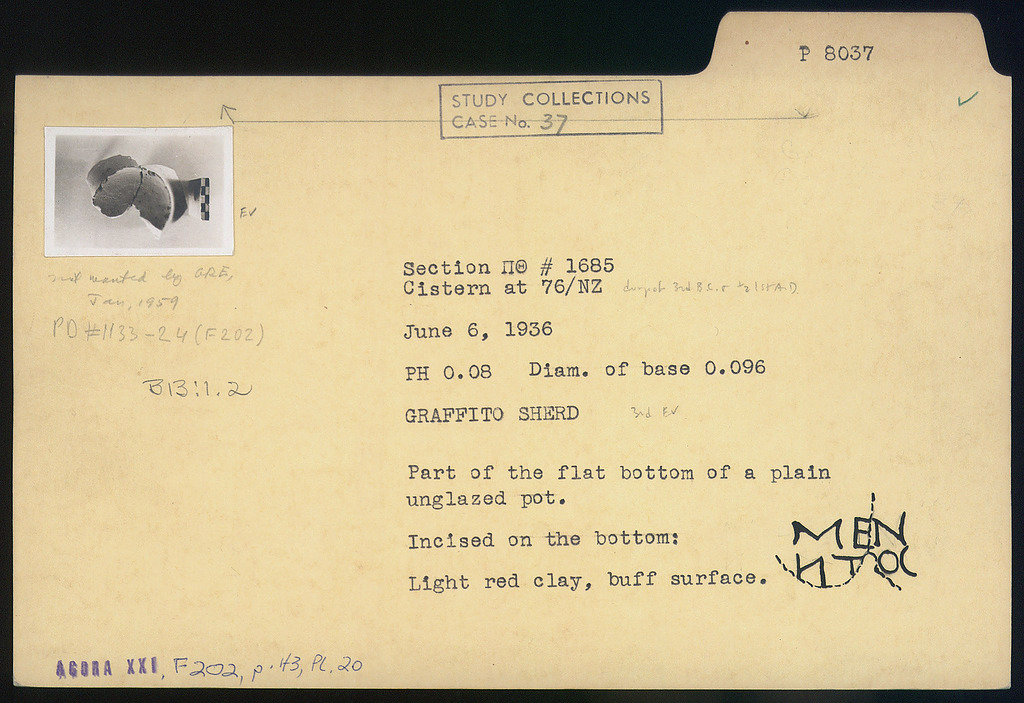 P 8037
STUDY COLLECTIONS
CASE No. 37
EV
not wanted by
Jan, 1959
PD #1133-24 (F202)
B13:1.2
Section ΠΘ # 1685
Cistern at 76/NZ 3rd B.C. 1st A.D.
June 6, 1936
PH 0.08 Diam. of base 0.096
GRAFFITO SHERD 3rd EV
Part of the flat bottom of a plain
unglazed pot.
Incised on the bottom:
ΜΕΝ
Light red clay, buff surface.
AGORA XXI, F202, p. 43, Pl. 20